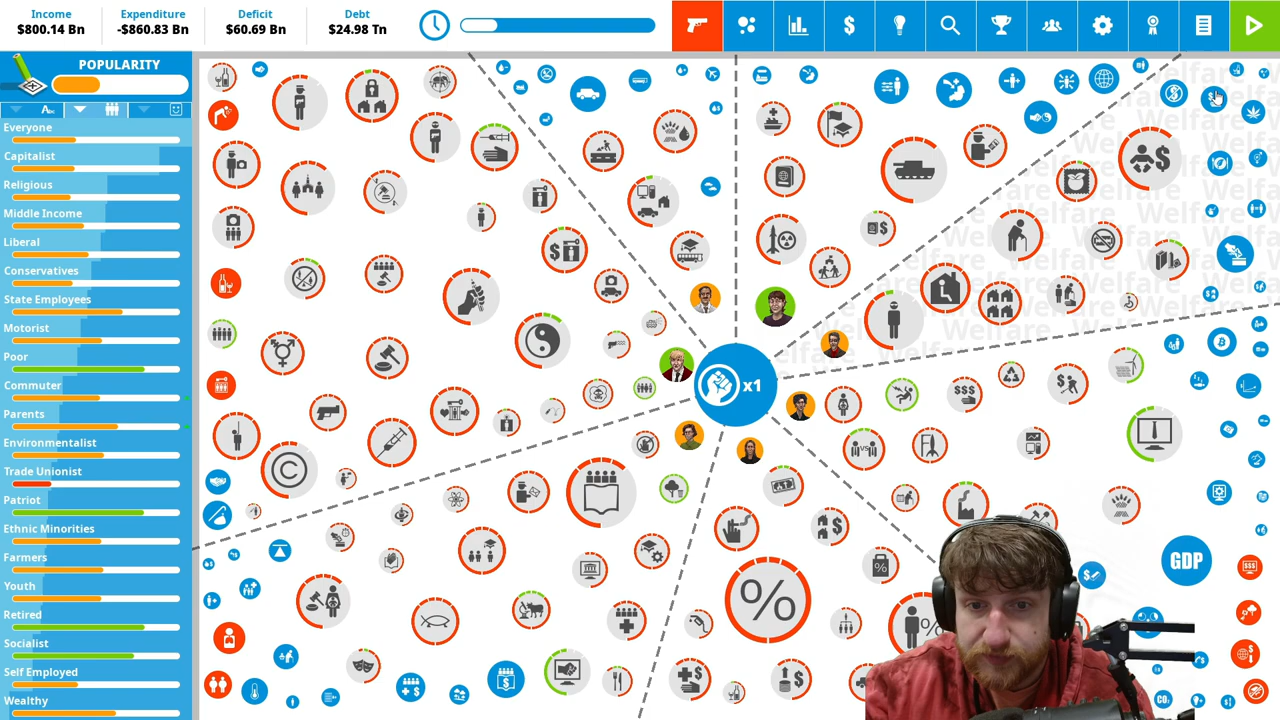 Income
$800.14 Bn
Expenditure
-$860.83 Bn
Deficit
$60.69 Bn
Debt
$24.98 Tn
POPULARITY
Everyone
Capitalist
Religious
Middle Income
Liberal
Conservatives
State Employees
Motorist
Poor
Commuter
Parents
Environmentalist
Trade Unionist
Patriot
Ethnic Minorities
Farmers
Youth
Retired
Socialist
Self Employed
Wealthy
x1
GDP
Welfare